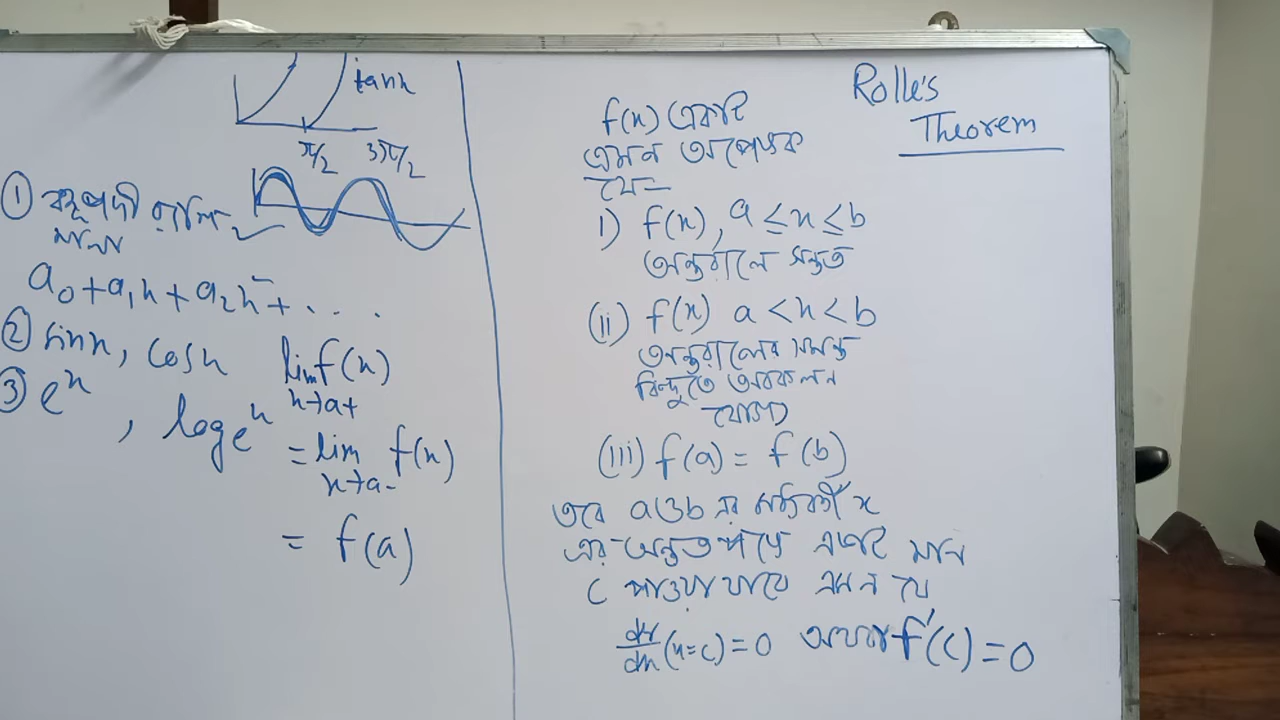 tanx
π/2 3π/2
① বহুপদী রাশি
মালা
a₀+a₁x+a₂x²+ . . .
② sinx, cosx
③ eˣ , logeˣ
lim f(x)
x→a+
= lim f(x)
x→a-
= f(a)
Rolle's
Theorem
f(x) একটি
এমন অপেক্ষক
যে—
i) f(x), a ≤ x ≤ b
অন্তরালে সন্তত
(ii) f(x) a < x < b
অন্তরালের সমস্ত
বিন্দুতে অবকলন
যোগ্য
(iii) f(a) = f(b)
তবে a ও b এর মধ্যবর্তী x
এর অন্তত পক্ষে একটি মান
c পাওয়া যাবে এমন যে
dy/dx (x=c) = 0 অথবা f'(c) = 0